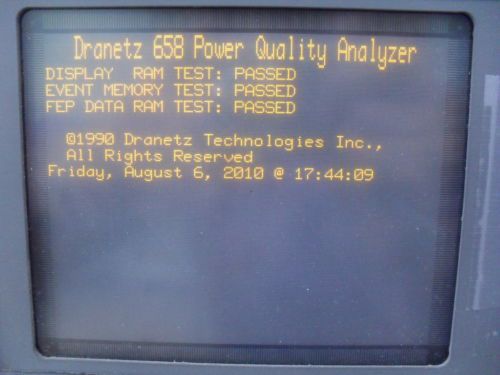 Dranetz 658 Power Quality Analyzer
DISPLAY RAM TEST: PASSED
EVENT MEMORY TEST: PASSED
FEP DATA RAM TEST: PASSED
©1990 Dranetz Technologies Inc.,
All Rights Reserved
Friday, August 6, 2010 @ 17:44:09